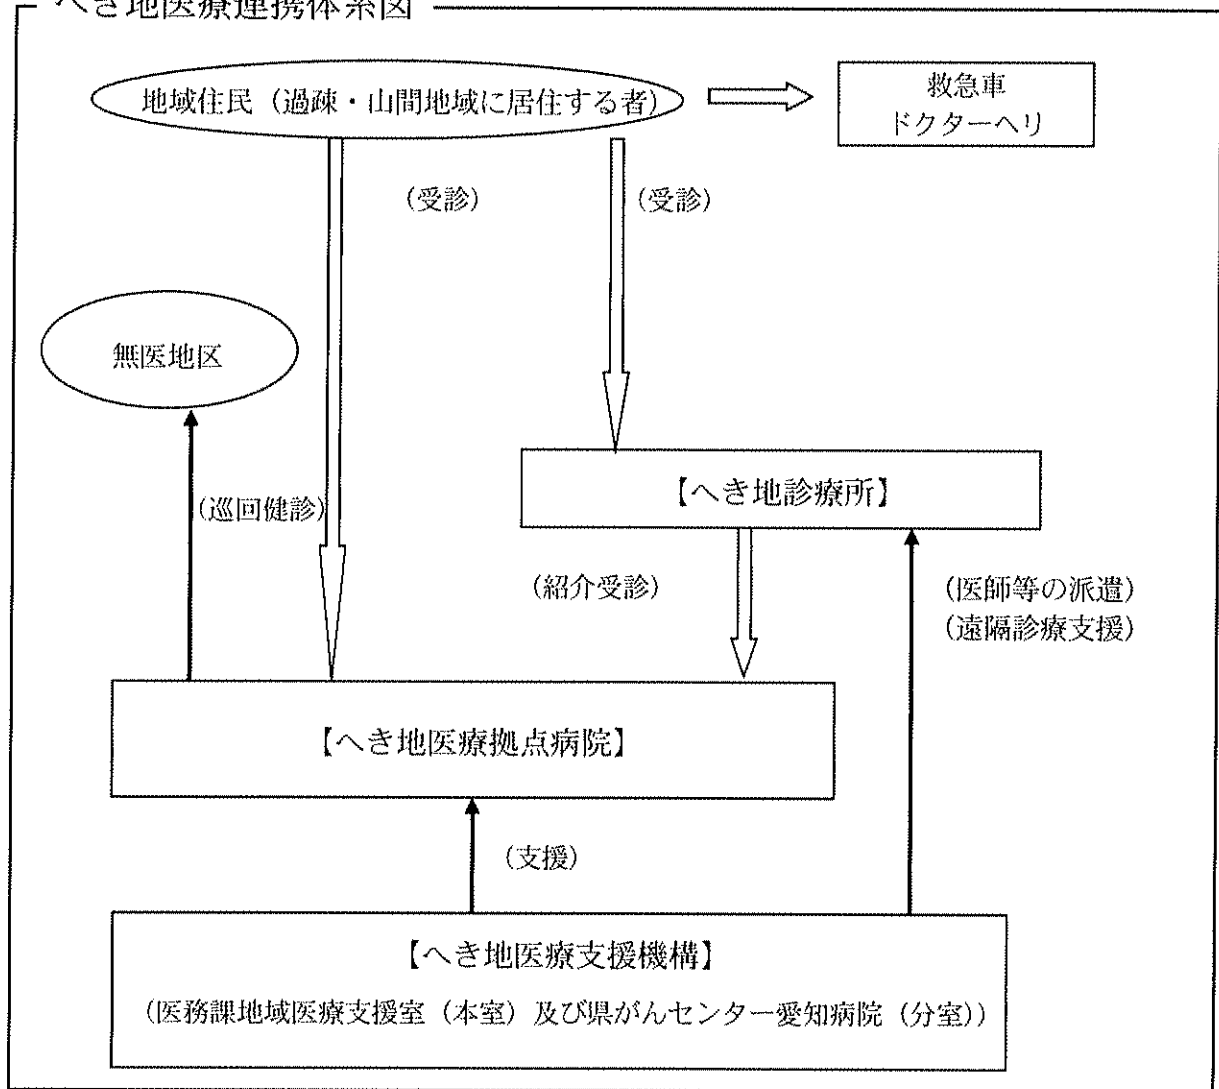 へき地医療連携体系図
地域住民（過疎・山間地域に居住する者）
救急車
ドクターヘリ
（受診）
（受診）
無医地区
（巡回健診）
【へき地診療所】
（紹介受診）
（医師等の派遣）
（遠隔診療支援）
【へき地医療拠点病院】
（支援）
【へき地医療支援機構】
（医務課地域医療支援室（本室）及び県がんセンター愛知病院（分室））